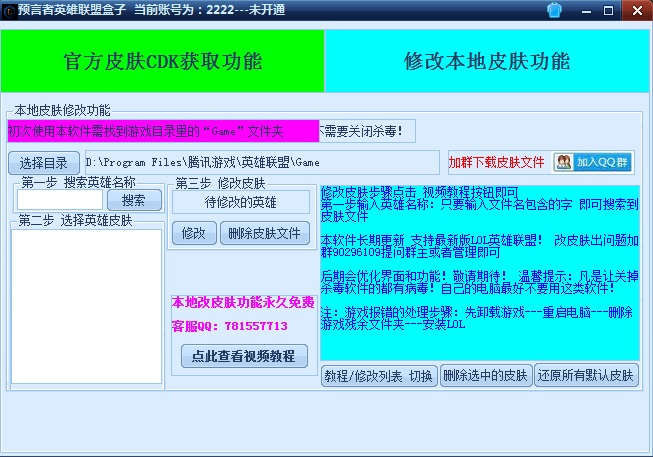 预言者英雄联盟盒子 当前账号为：2222---未开通
官方皮肤CDK获取功能
修改本地皮肤功能
本地皮肤修改功能
初次使用本软件需找到游戏目录里的“Game”文件夹
不需要关闭杀毒！
选择目录
D:\Program Files\腾讯游戏\英雄联盟\Game
加群下载皮肤文件
加入QQ群
第一步 搜索英雄名称
搜索
第二步 选择英雄皮肤
第三步 修改皮肤
待修改的英雄
修改
删除皮肤文件
本地改皮肤功能永久免费
客服QQ：781557713
点此查看视频教程
修改皮肤步骤点击 视频教程按钮即可
第一步输入英雄名称：只要输入文件名包含的字 即可搜索到
皮肤文件
本软件长期更新 支持最新版LOL英雄联盟！ 改皮肤出问题加
群90296109提问群主或者管理即可
后期会优化界面和功能！敬请期待！ 温馨提示：凡是让关掉
杀毒软件的都有病毒！自己的电脑最好不要用这类软件！
注：游戏报错的处理步骤：先卸载游戏---重启电脑---删除
游戏残余文件夹---安装LOL
教程/修改列表 切换
删除选中的皮肤
还原所有默认皮肤